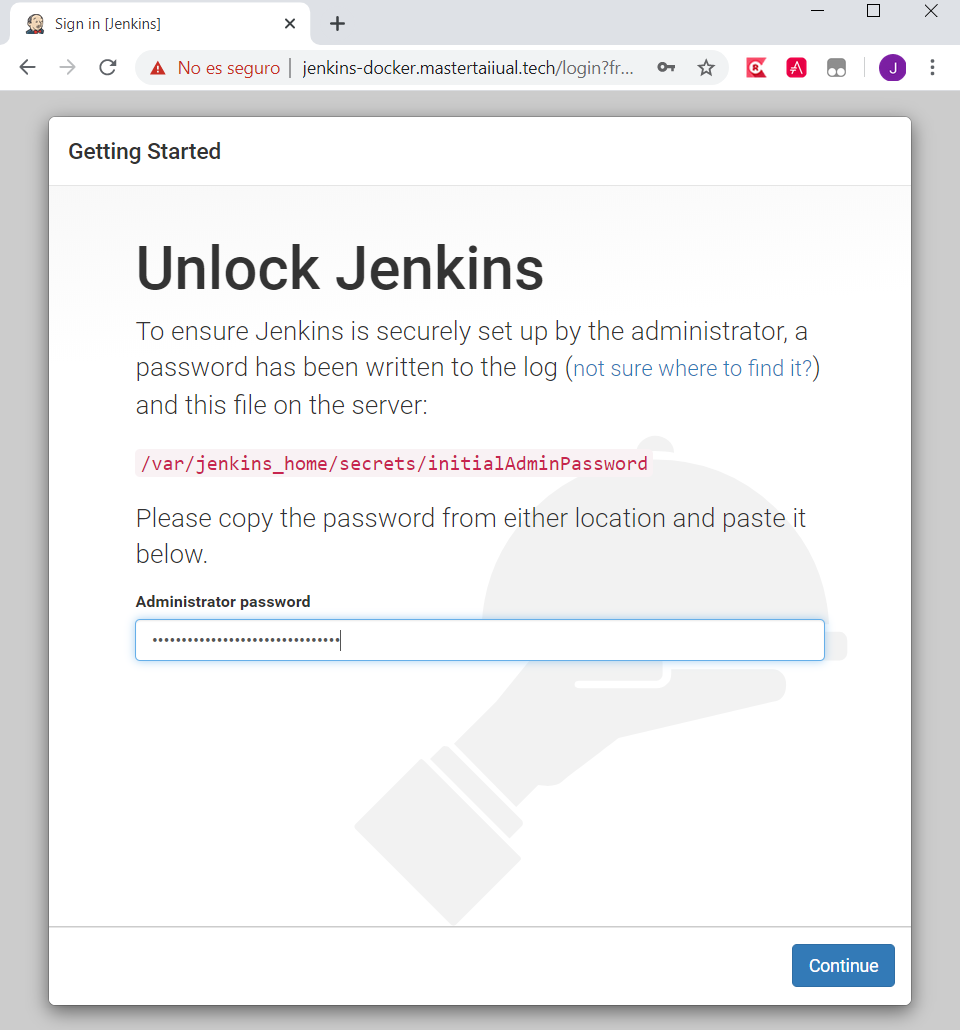 Sign in [Jenkins]
No es seguro | jenkins-docker.mastertaiiual.tech/login?fr...
J
Getting Started
Unlock Jenkins
To ensure Jenkins is securely set up by the administrator, a
password has been written to the log (not sure where to find it?)
and this file on the server:
/var/jenkins_home/secrets/initialAdminPassword
Please copy the password from either location and paste it
below.
Administrator password
••••••••••••••••••••••••••••••••
Continue